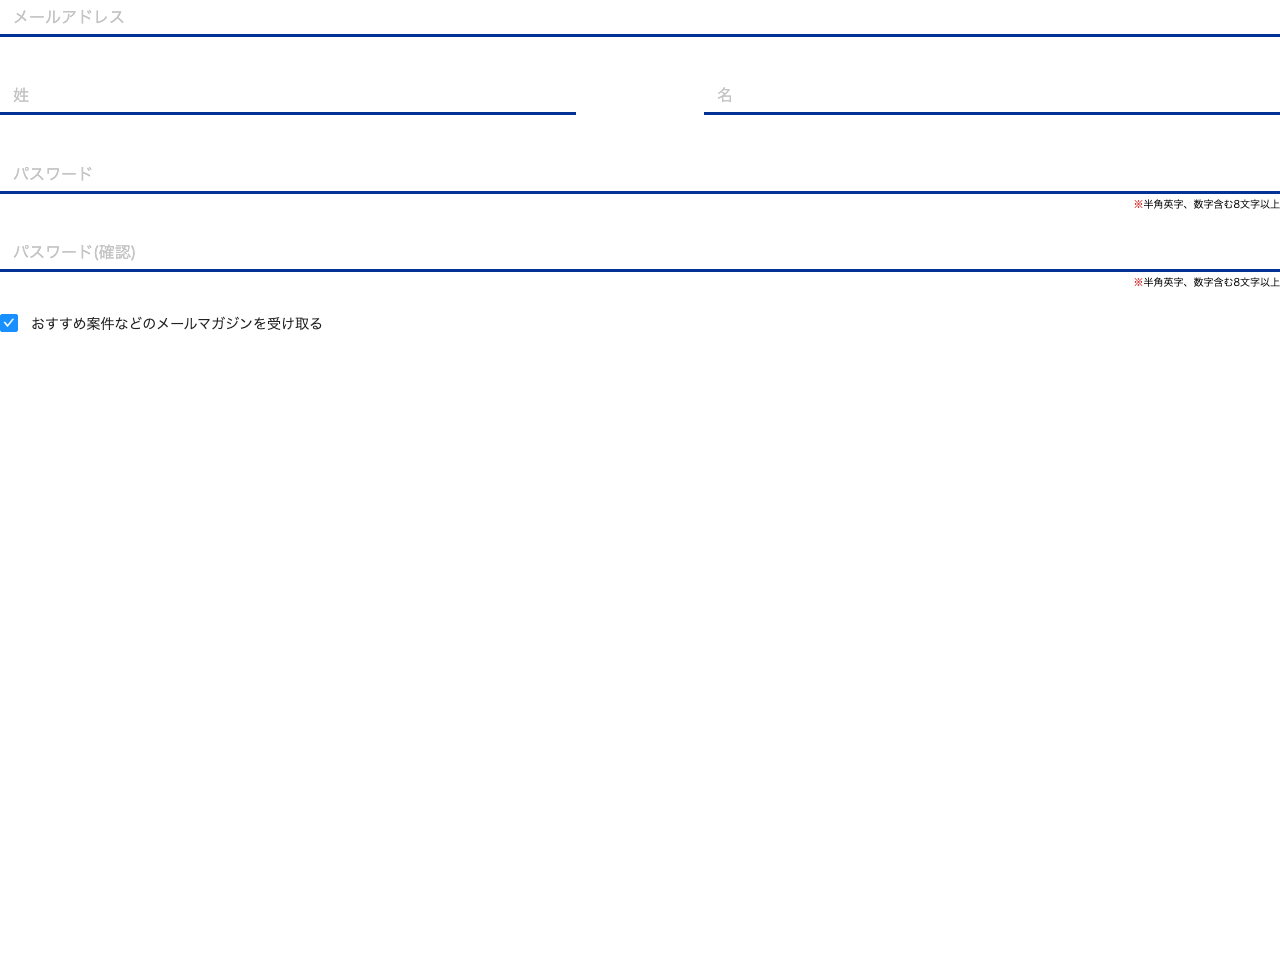 メールアドレス
姓 名
パスワード
※半角英字、数字含む8文字以上
パスワード(確認)
※半角英字、数字含む8文字以上
おすすめ案件などのメールマガジンを受け取る